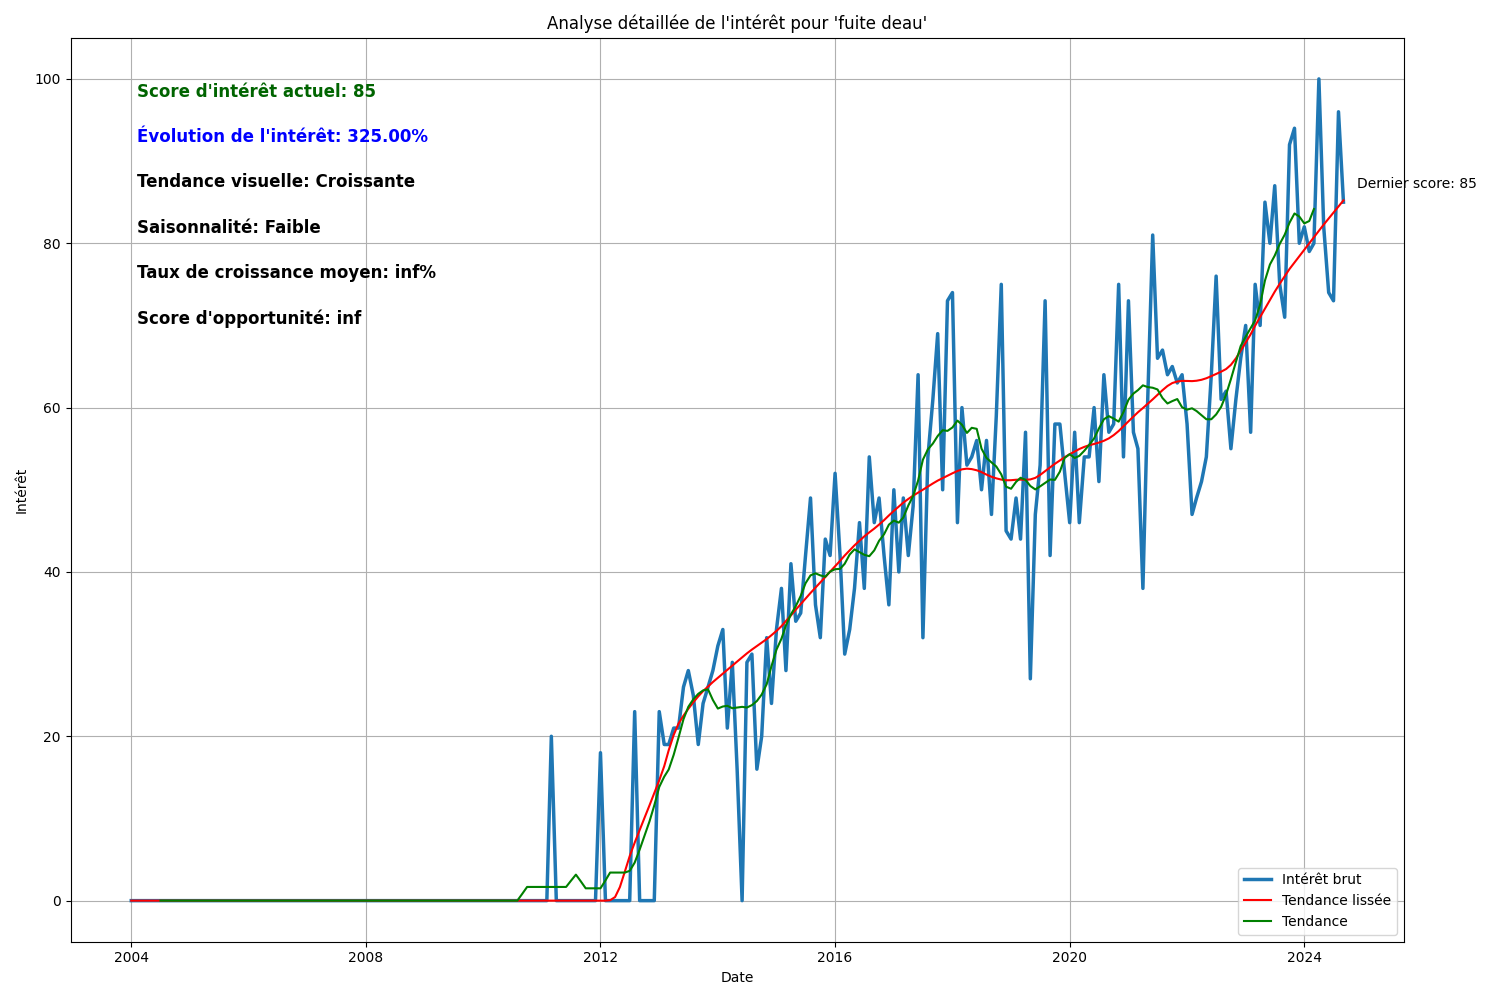 Analyse détaillée de l'intérêt pour 'fuite deau'
Score d'intérêt actuel: 85
Évolution de l'intérêt: 325.00%
Tendance visuelle: Croissante
Saisonnalité: Faible
Taux de croissance moyen: inf%
Score d'opportunité: inf
Dernier score: 85
100
80
60
40
20
0
Intérêt
2004 2008 2012 2016 2020 2024
Date
Intérêt brut
Tendance lissée
Tendance